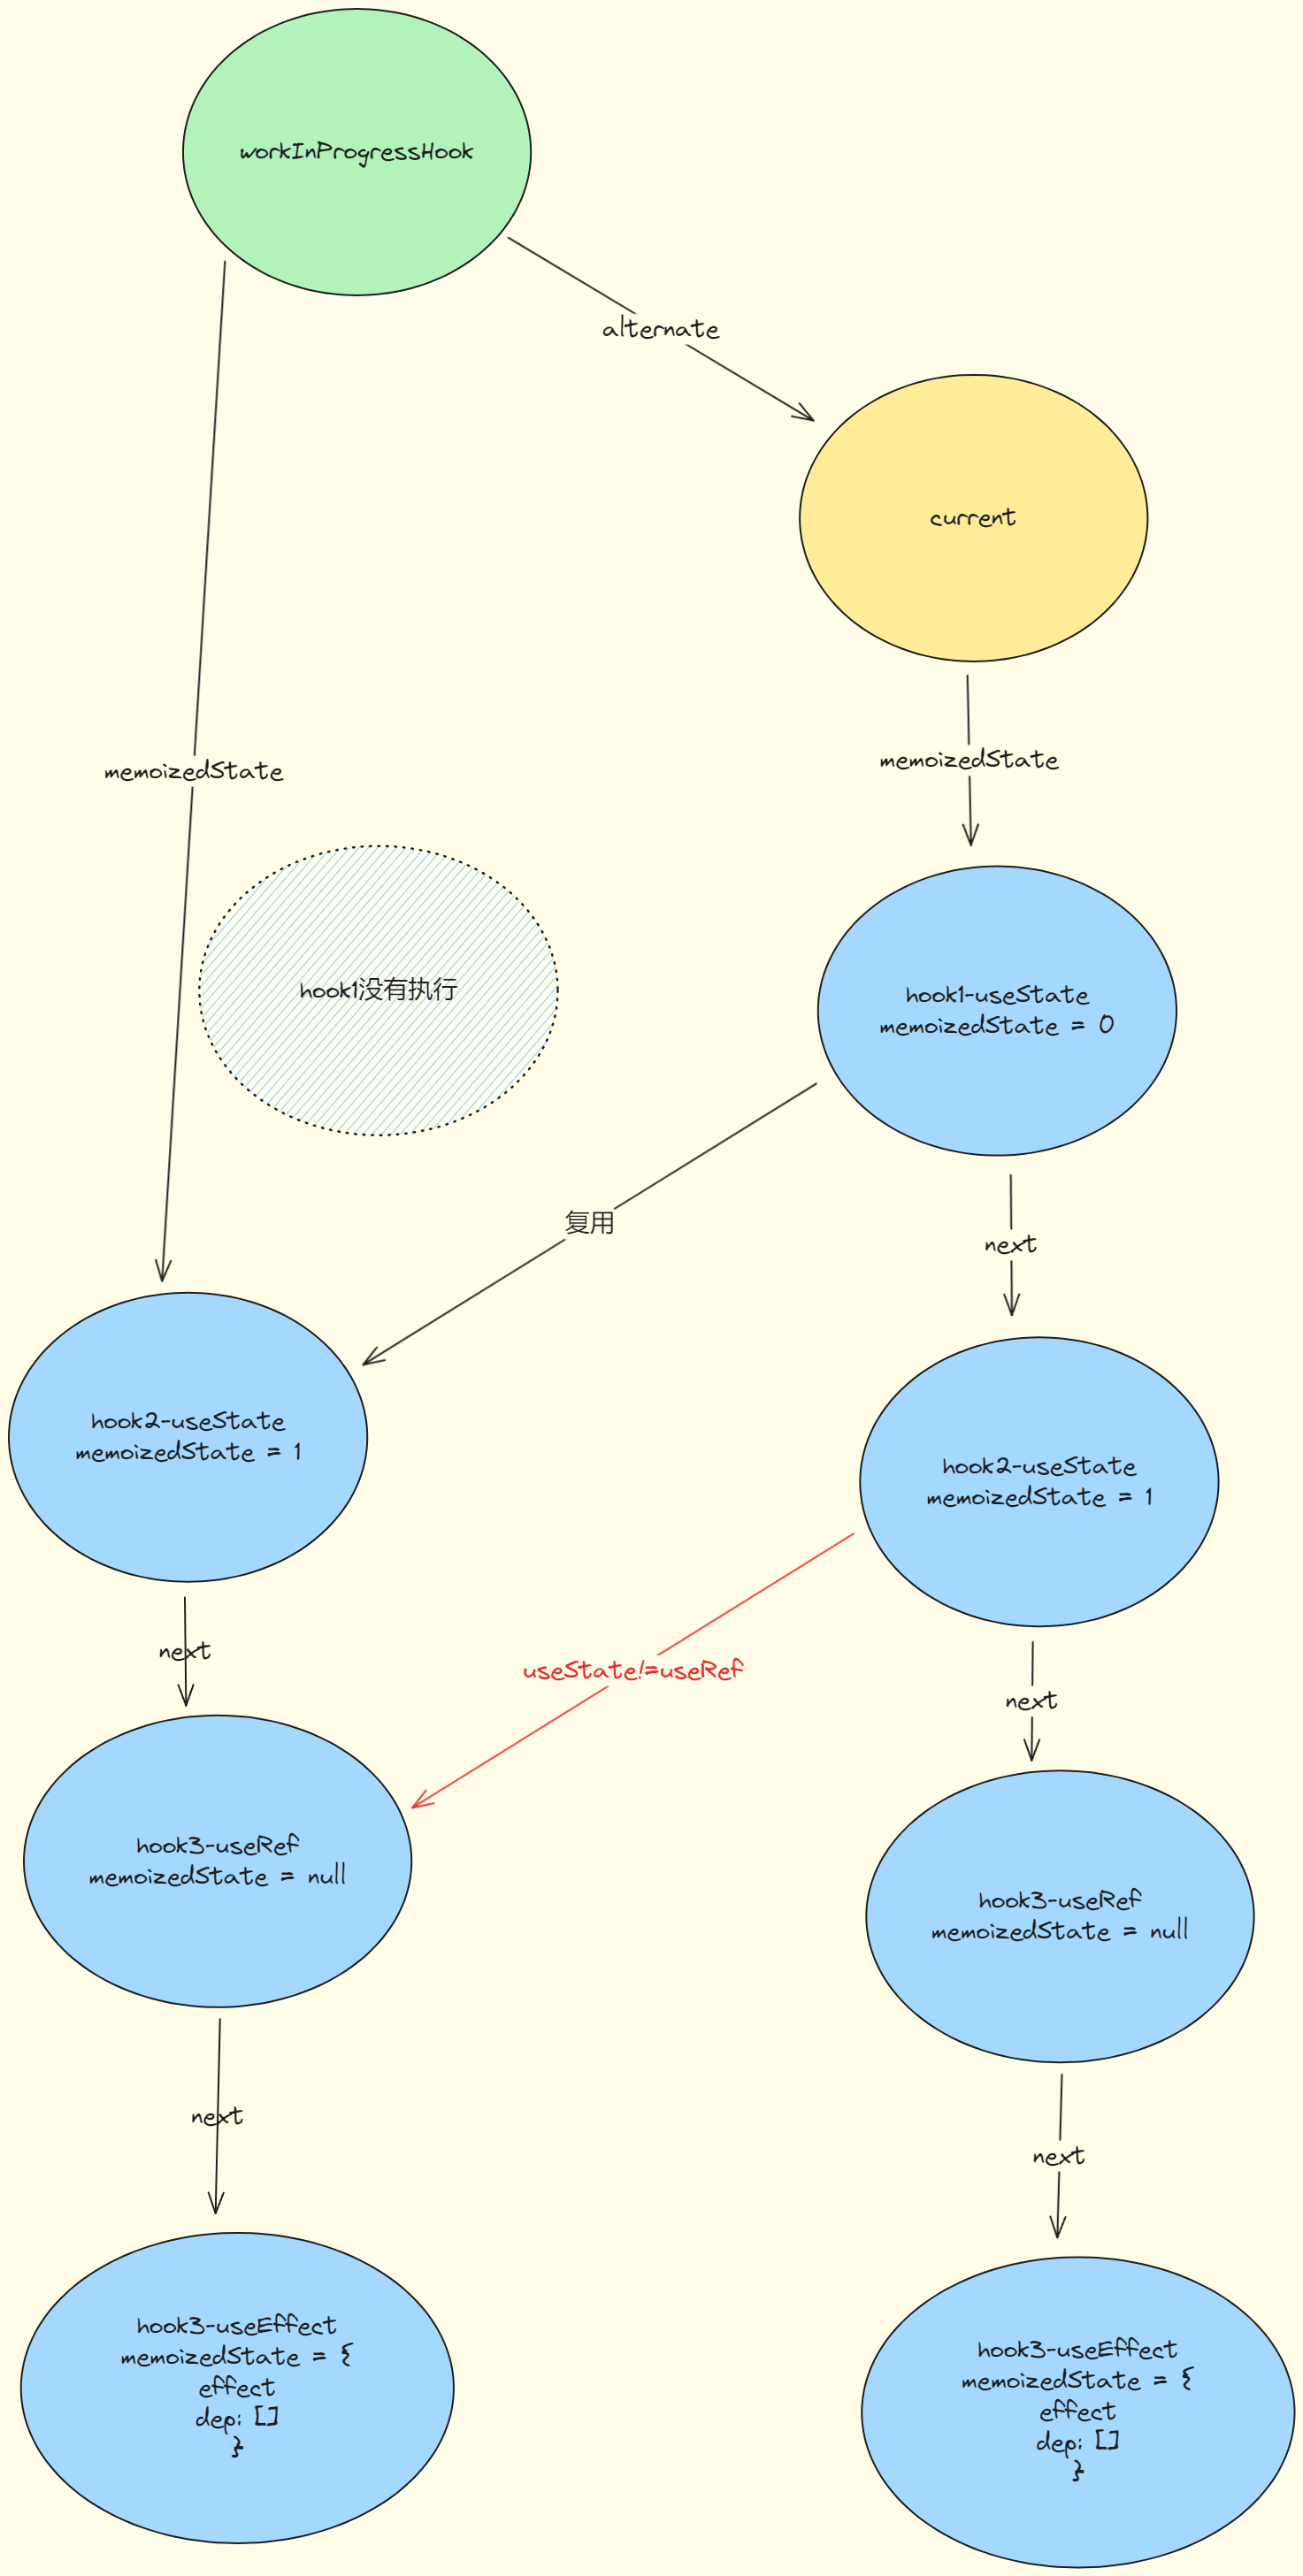 workInProgressHook
alternate
current
memoizedState
memoizedState
hook1没有执行
hook1-useState
memoizedState = 0
复用
next
hook2-useState
memoizedState = 1
hook2-useState
memoizedState = 1
next
useState!=useRef
next
hook3-useRef
memoizedState = null
hook3-useRef
memoizedState = null
next
next
hook3-useEffect
memoizedState = {
effect
dep: []
}
hook3-useEffect
memoizedState = {
effect
dep: []
}